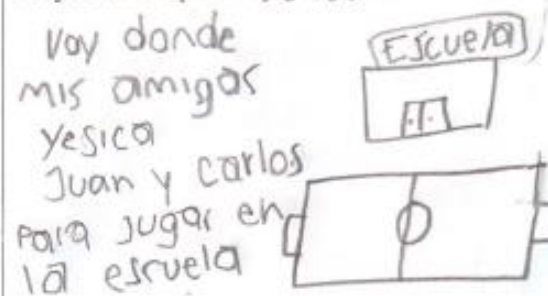 voy donde
mis amigos
yesica
Juan y carlos
para jugar en
la escuela
Escuela